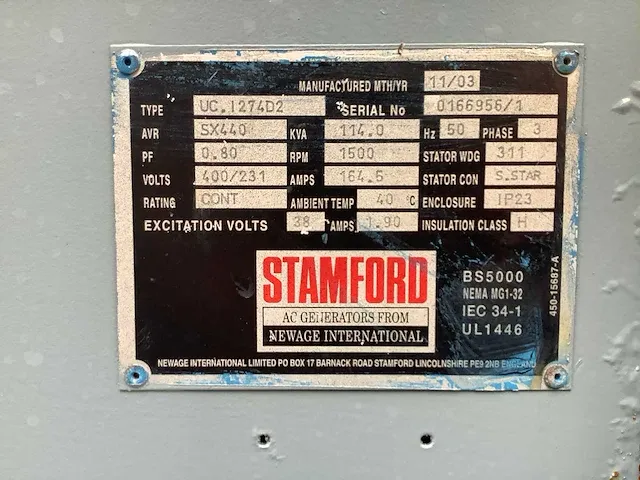 MANUFACTURED MTH/YR 11/03
TYPE UC.I274D2 SERIAL No 0166956/1
AVR SX440 KVA 114.0 Hz 50 PHASE 3
PF 0.80 RPM 1500 STATOR WDG 311
VOLTS 400/231 AMPS 164.5 STATOR CON S.STAR
RATING CONT AMBIENT TEMP 40 °C ENCLOSURE IP23
EXCITATION VOLTS 38 AMPS 1.90 INSULATION CLASS H
STAMFORD
AC GENERATORS FROM
NEWAGE INTERNATIONAL
BS5000
NEMA MG1-32
IEC 34-1
UL1446
450-15687-A
NEWAGE INTERNATIONAL LIMITED PO BOX 17 BARNACK ROAD STAMFORD LINCOLNSHIRE PE9 2NB ENGLAND